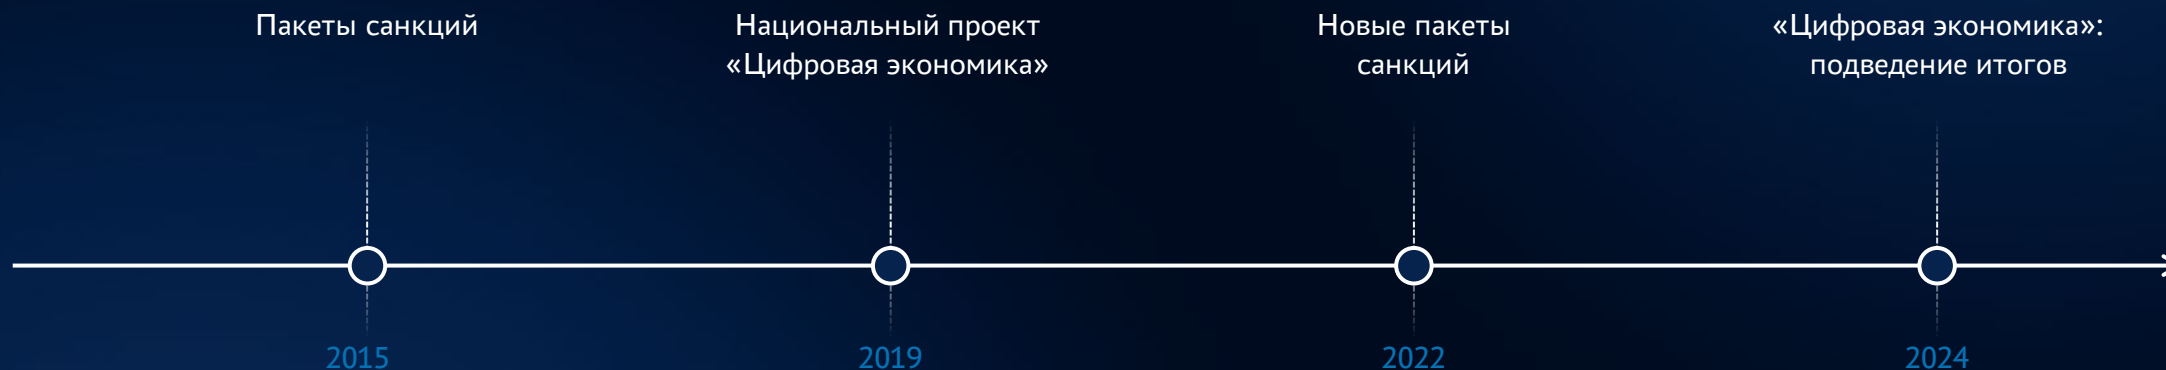 Пакеты санкций
Национальный проект
«Цифровая экономика»
Новые пакеты
санкций
«Цифровая экономика»:
подведение итогов
2015
2019
2022
2024